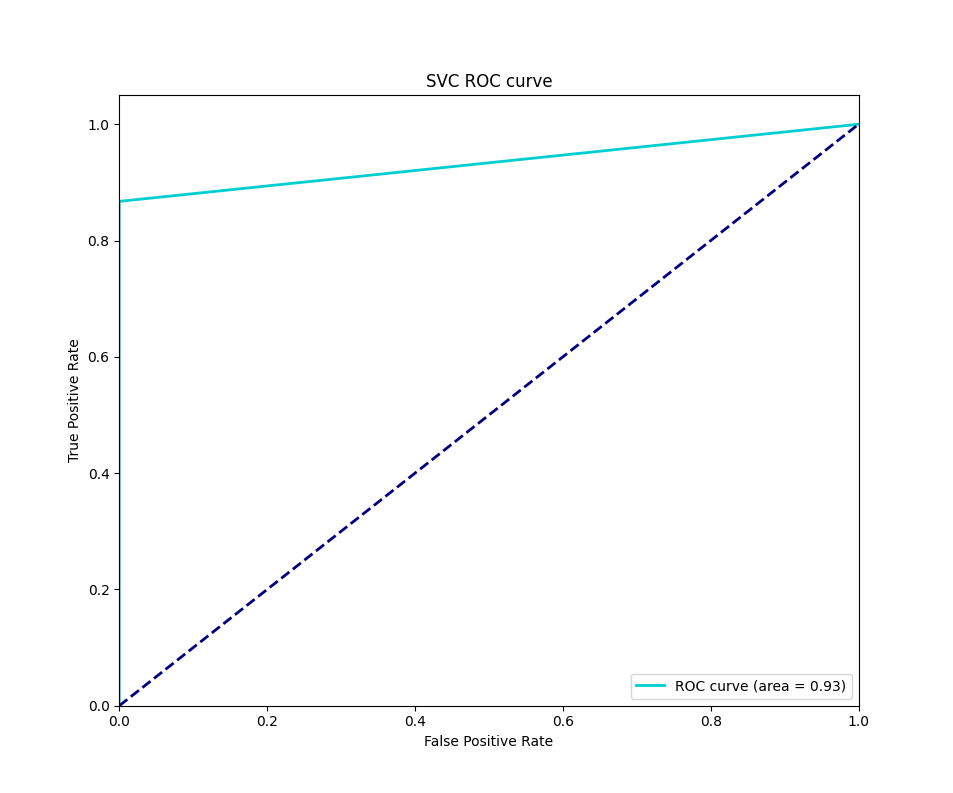 SVC ROC curve
1.0
0.8
0.6
0.4
0.2
0.0
True Positive Rate
ROC curve (area = 0.93)
0.0 0.2 0.4 0.6 0.8 1.0
False Positive Rate